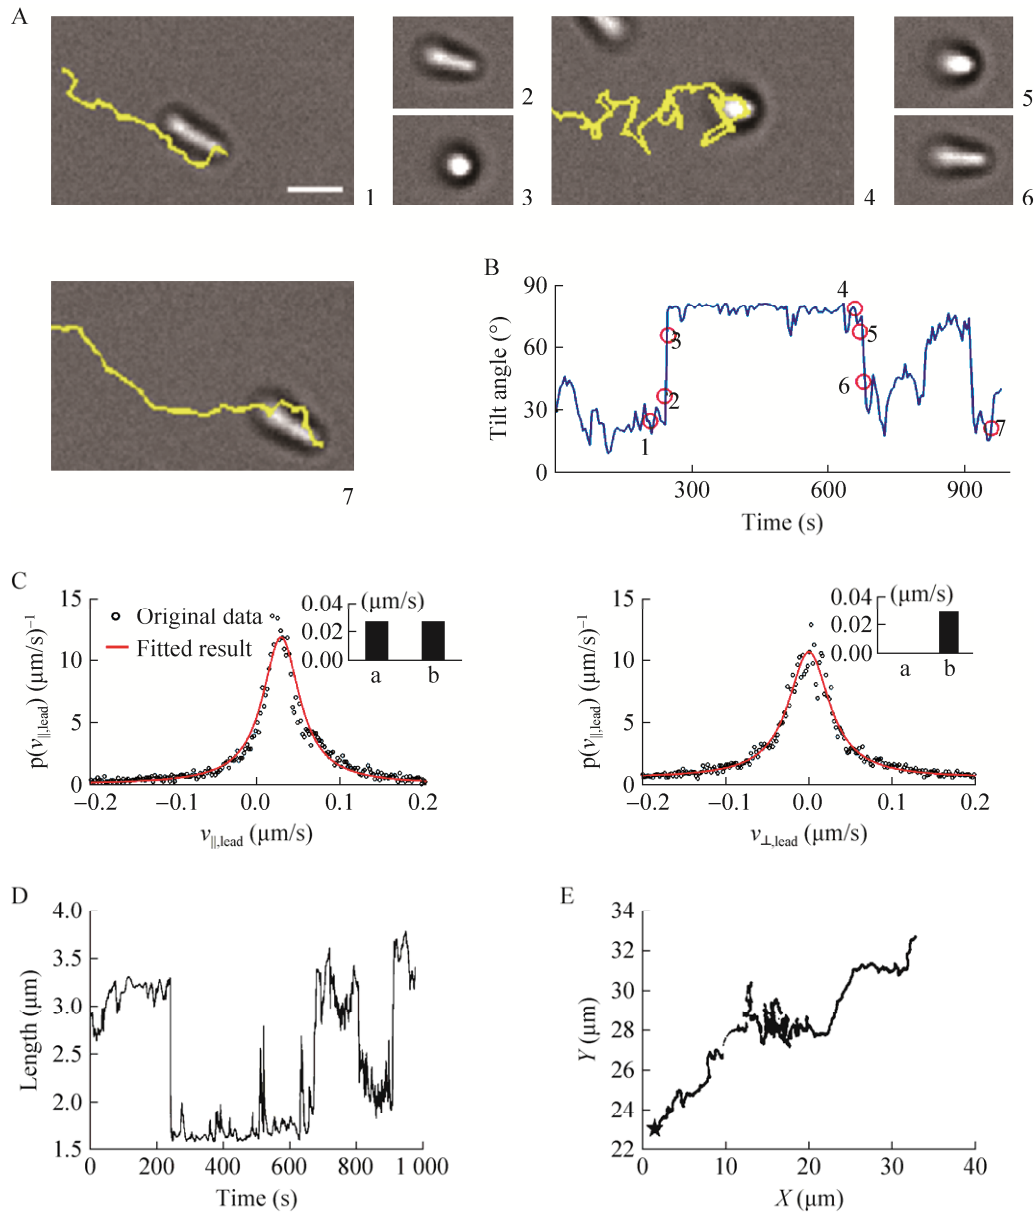 A
1
2
3
4
5
6
7
B
90
60
30
0
Tilt angle (°)
1
2
3
4
5
6
7
300 600 900
Time (s)
C
15
10
5
0
p(v||,lead) (μm/s)⁻¹
Original data
Fitted result
0.04 (μm/s)
0.02
0.00
a b
−0.2 −0.1 0.0 0.1 0.2
v||,lead (μm/s)
15
10
5
0
p(v||,lead) (μm/s)⁻¹
0.04 (μm/s)
0.02
0.00
a b
−0.2 −0.1 0.0 0.1 0.2
v⊥,lead (μm/s)
D
4.0
3.5
3.0
2.5
2.0
1.5
Length (μm)
0 200 400 600 800 1 000
Time (s)
E
34
32
30
28
26
24
22
Y (μm)
0 10 20 30 40
X (μm)